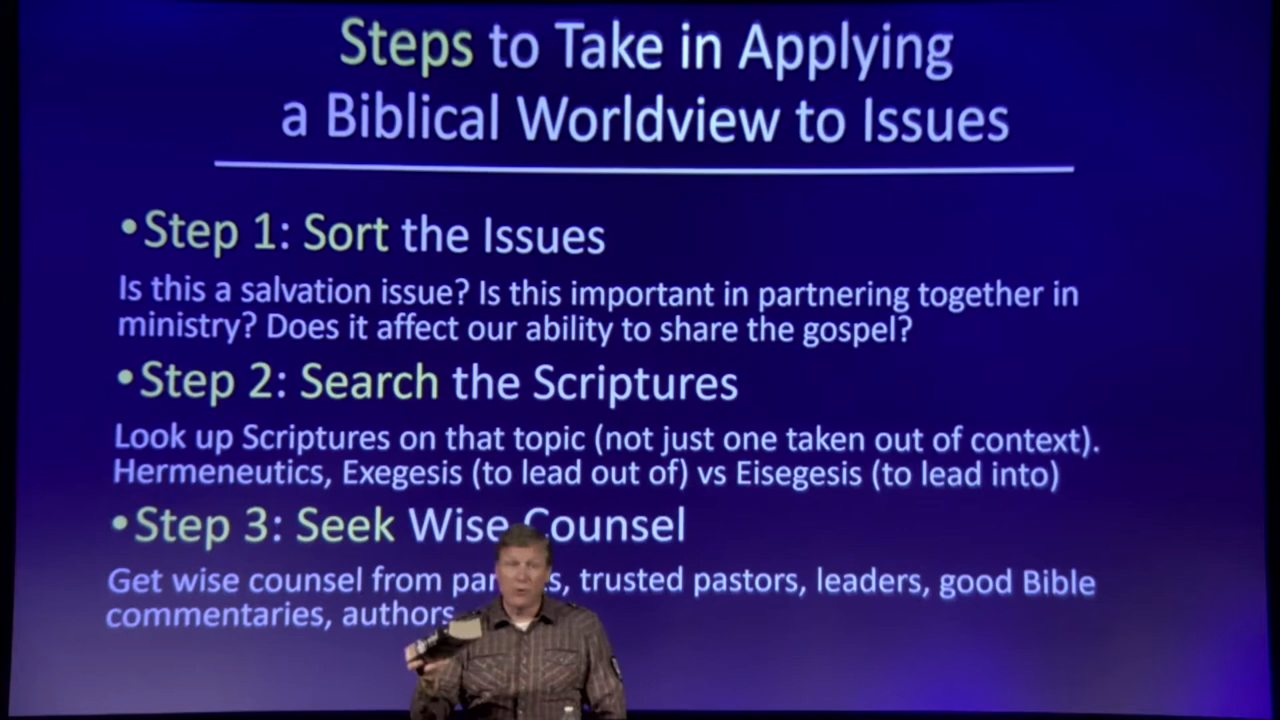 Steps to Take in Applying
a Biblical Worldview to Issues
•Step 1: Sort the Issues
Is this a salvation issue? Is this important in partnering together in
ministry? Does it affect our ability to share the gospel?
•Step 2: Search the Scriptures
Look up Scriptures on that topic (not just one taken out of context).
Hermeneutics, Exegesis (to lead out of) vs Eisegesis (to lead into)
•Step 3: Seek Wise Counsel
Get wise counsel from trusted pastors, leaders, good Bible
commentaries, authors